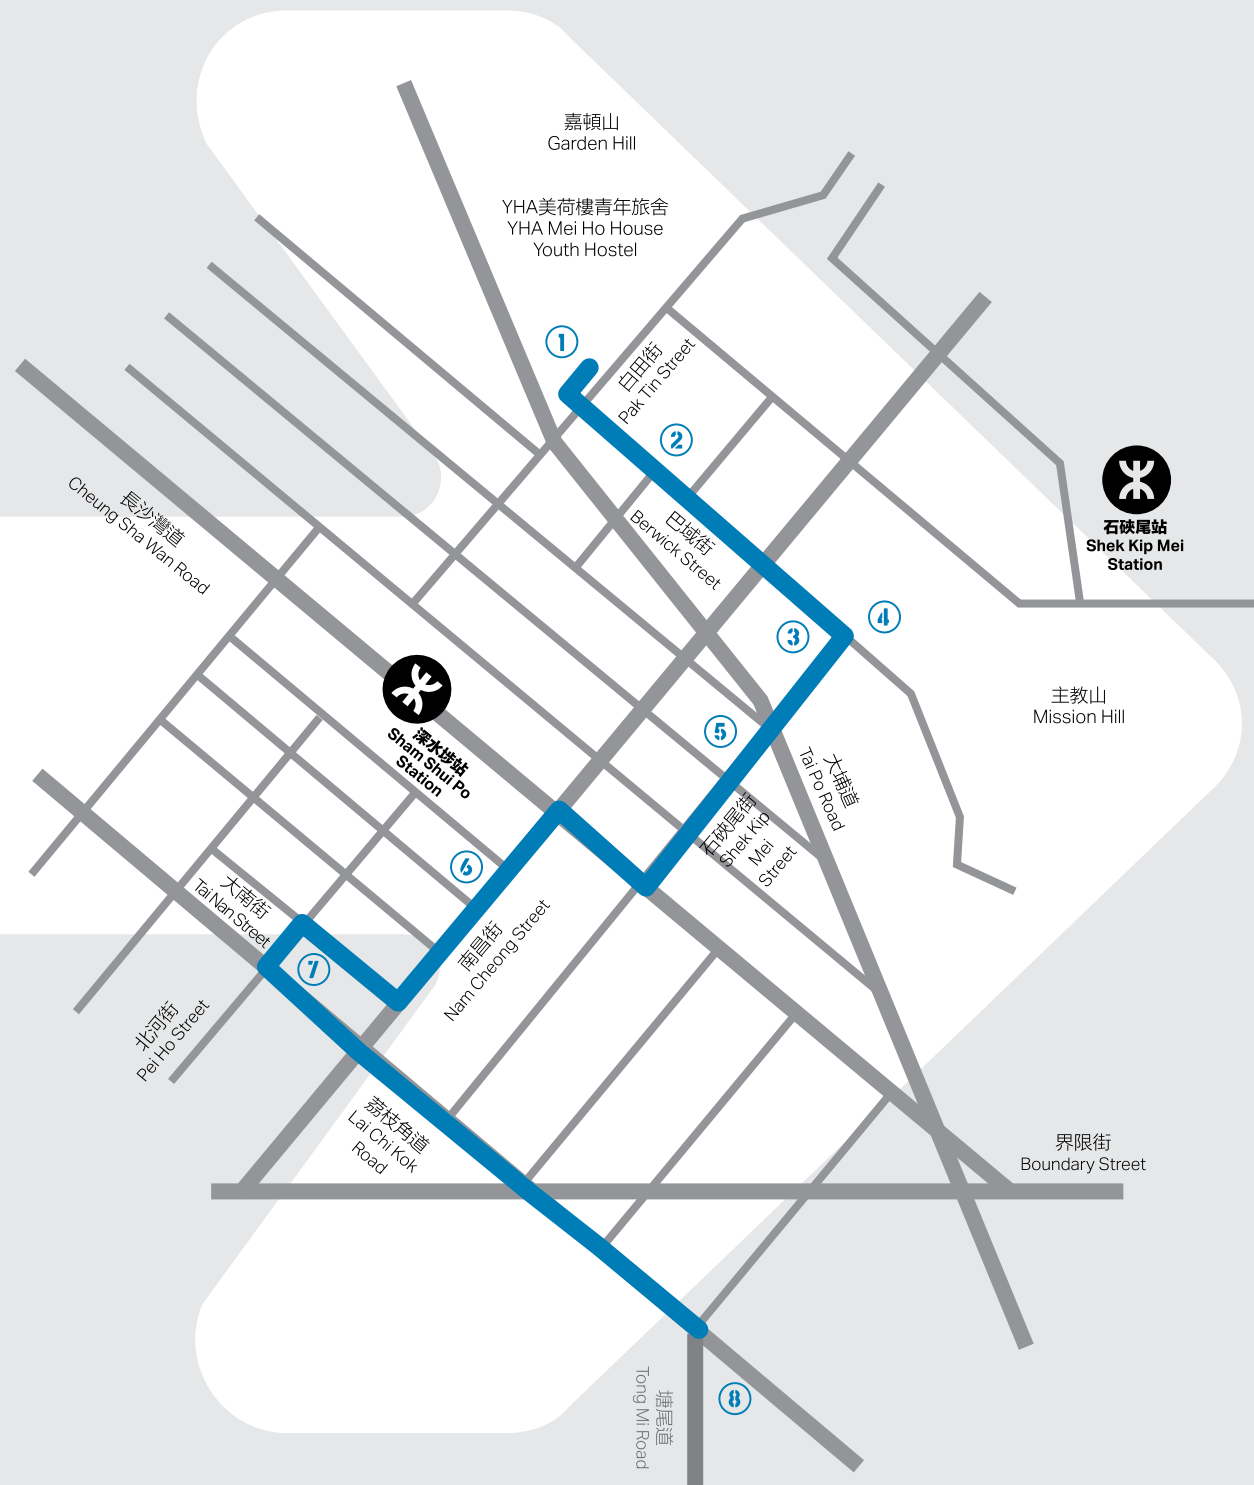 嘉頓山
Garden Hill
YHA美荷樓青年旅舍
YHA Mei Ho House
Youth Hostel
1
白田街
Pak Tin Street
2
石硤尾站
Shek Kip Mei
Station
長沙灣道
Cheung Sha Wan Road
巴域街
Berwick Street
3
4
主教山
Mission Hill
深水埗站
Sham Shui Po
Station
5
大埔道
Tai Po Road
石硤尾街
Shek Kip
Mei
Street
6
大南街
Tai Nan Street
南昌街
Nam Cheong Street
7
北河街
Pei Ho Street
荔枝角道
Lai Chi Kok
Road
界限街
Boundary Street
塘尾道
Tong Mi Road
8